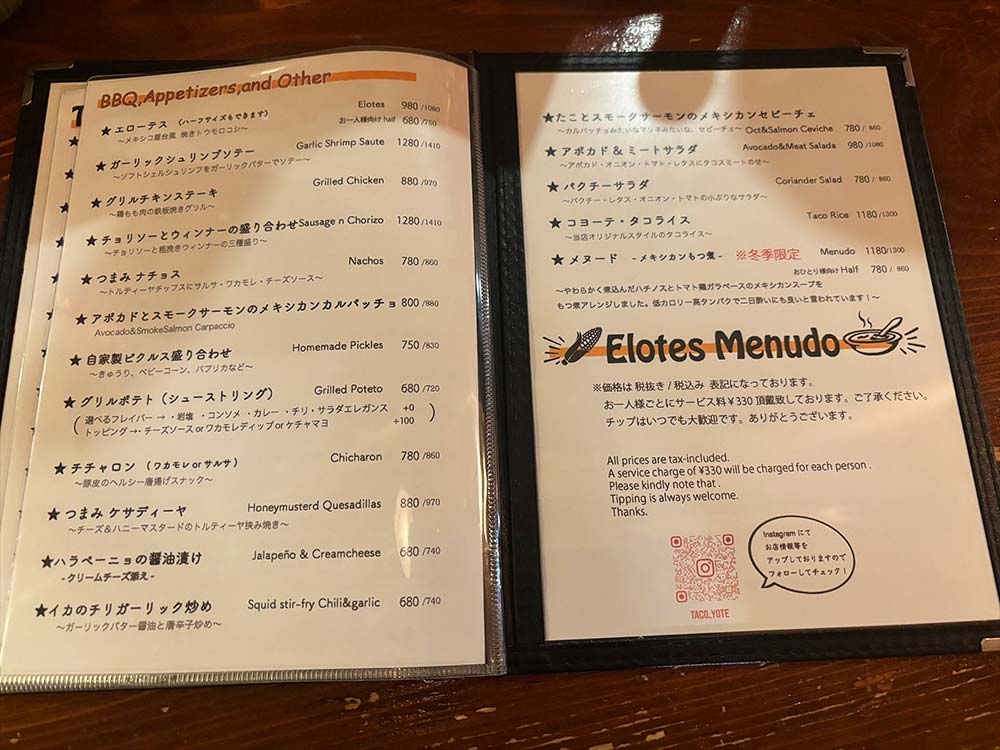 BBQ,Appetizers,and Other
★エローテス （ハーフサイズもできます） Elotes 980/1080
～メキシコ屋台風 焼きトウモロコシ～ お一人様向け half 680/750
★ガーリックシュリンプソテー Garlic Shrimp Saute 1280/1410
～ソフトシェルシュリンプをガーリックバターでソテー～
★グリルチキンステーキ Grilled Chicken 880/970
～鶏もも肉の鉄板焼きグリル～
★チョリソーとウィンナーの盛り合わせ Sausage n Chorizo 1280/1410
～チョリソーと粗挽きウィンナーの三種盛り～
★つまみ ナチョス Nachos 780/860
～トルティーヤチップスにサルサ・ワカモレ・チーズソース～
★アボカドとスモークサーモンのメキシカンカルパッチョ 800/880
Avocado&SmokeSalmon Carpaccio
★自家製ピクルス盛り合わせ Homemade Pickles 750/830
～きゅうり、ベビーコーン、パプリカなど～
★グリルポテト（シューストリング） Grilled Poteto 680/720
選べるフレイバー → ・岩塩 ・コンソメ ・カレー ・チリ・サラダエレガンス +0
トッピング→・チーズソース or ワカモレディップ or ケチャマヨ +100
★チチャロン （ワカモレ or サルサ） Chicharon 780/860
～豚皮のヘルシー唐揚げスナック～
★つまみ ケサディーヤ Honeymusterd Quesadillas 880/970
～チーズ＆ハニーマスタードのトルティーヤ挟み焼き～
★ハラペーニョの醤油漬け Jalapeño & Creamcheese 680/740
-クリームチーズ添え-
★イカのチリガーリック炒め Squid stir-fry Chili&garlic 680/740
～ガーリックバター醤油と唐辛子炒め～
★たことスモークサーモンのメキシカンセビーチェ
～カルパッチョみたいなマリネみたいな、セビーチェ～ Oct&Salmon Ceviche 780/ 860
★アボカド＆ミートサラダ Avocado&Meat Salada 980/1080
～アボカド・オニオン・トマト・レタスにタコスミートのせ～
★パクチーサラダ Coriander Salad 780/ 860
～パクチー・レタス・オニオン・トマトの小ぶりなサラダ～
★コヨーテ・タコライス Taco Rice 1180/1300
～当店オリジナルスタイルのタコライス～
★メヌード -メキシカンもつ煮- ※冬季限定 Menudo 1180/1300
おひとり様向け Half 780/ 860
～やわらかく煮込んだハチノスとトマト鶏ガラベースのメキシカンスープを
もつ煮アレンジしました。低カロリー高タンパクで二日酔いにも良いと言われています！～
Elotes Menudo
※価格は 税抜き / 税込み 表記になっております。
お一人様ごとにサービス料¥330 頂戴致しております。ご了承ください。
チップはいつでも大歓迎です。ありがとうございます。
All prices are tax-included.
A service charge of ¥330 will be charged for each person .
Please kindly note that .
Tipping is always welcome.
Thanks.
Instagram にて
お店情報等を
アップしておりますので
フォローしてチェック！
TACO_YOTE